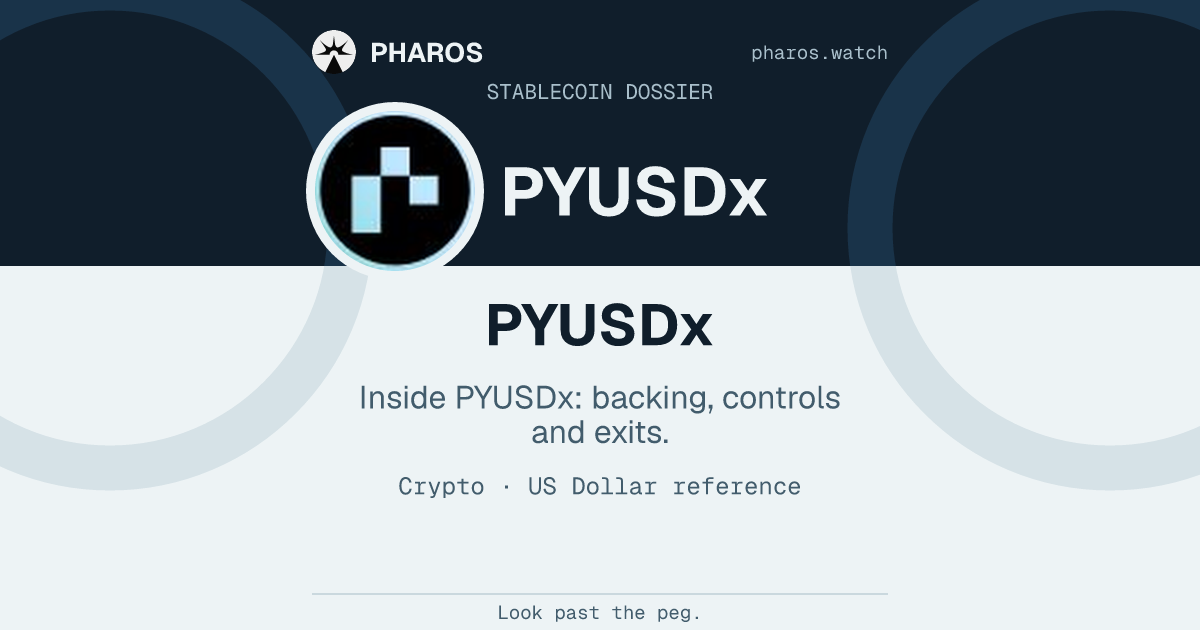 PHAROS
pharos.watch
STABLECOIN DOSSIER
PYUSDx
PYUSDx
Inside PYUSDx: backing, controls
and exits.
Crypto · US Dollar reference
Look past the peg.